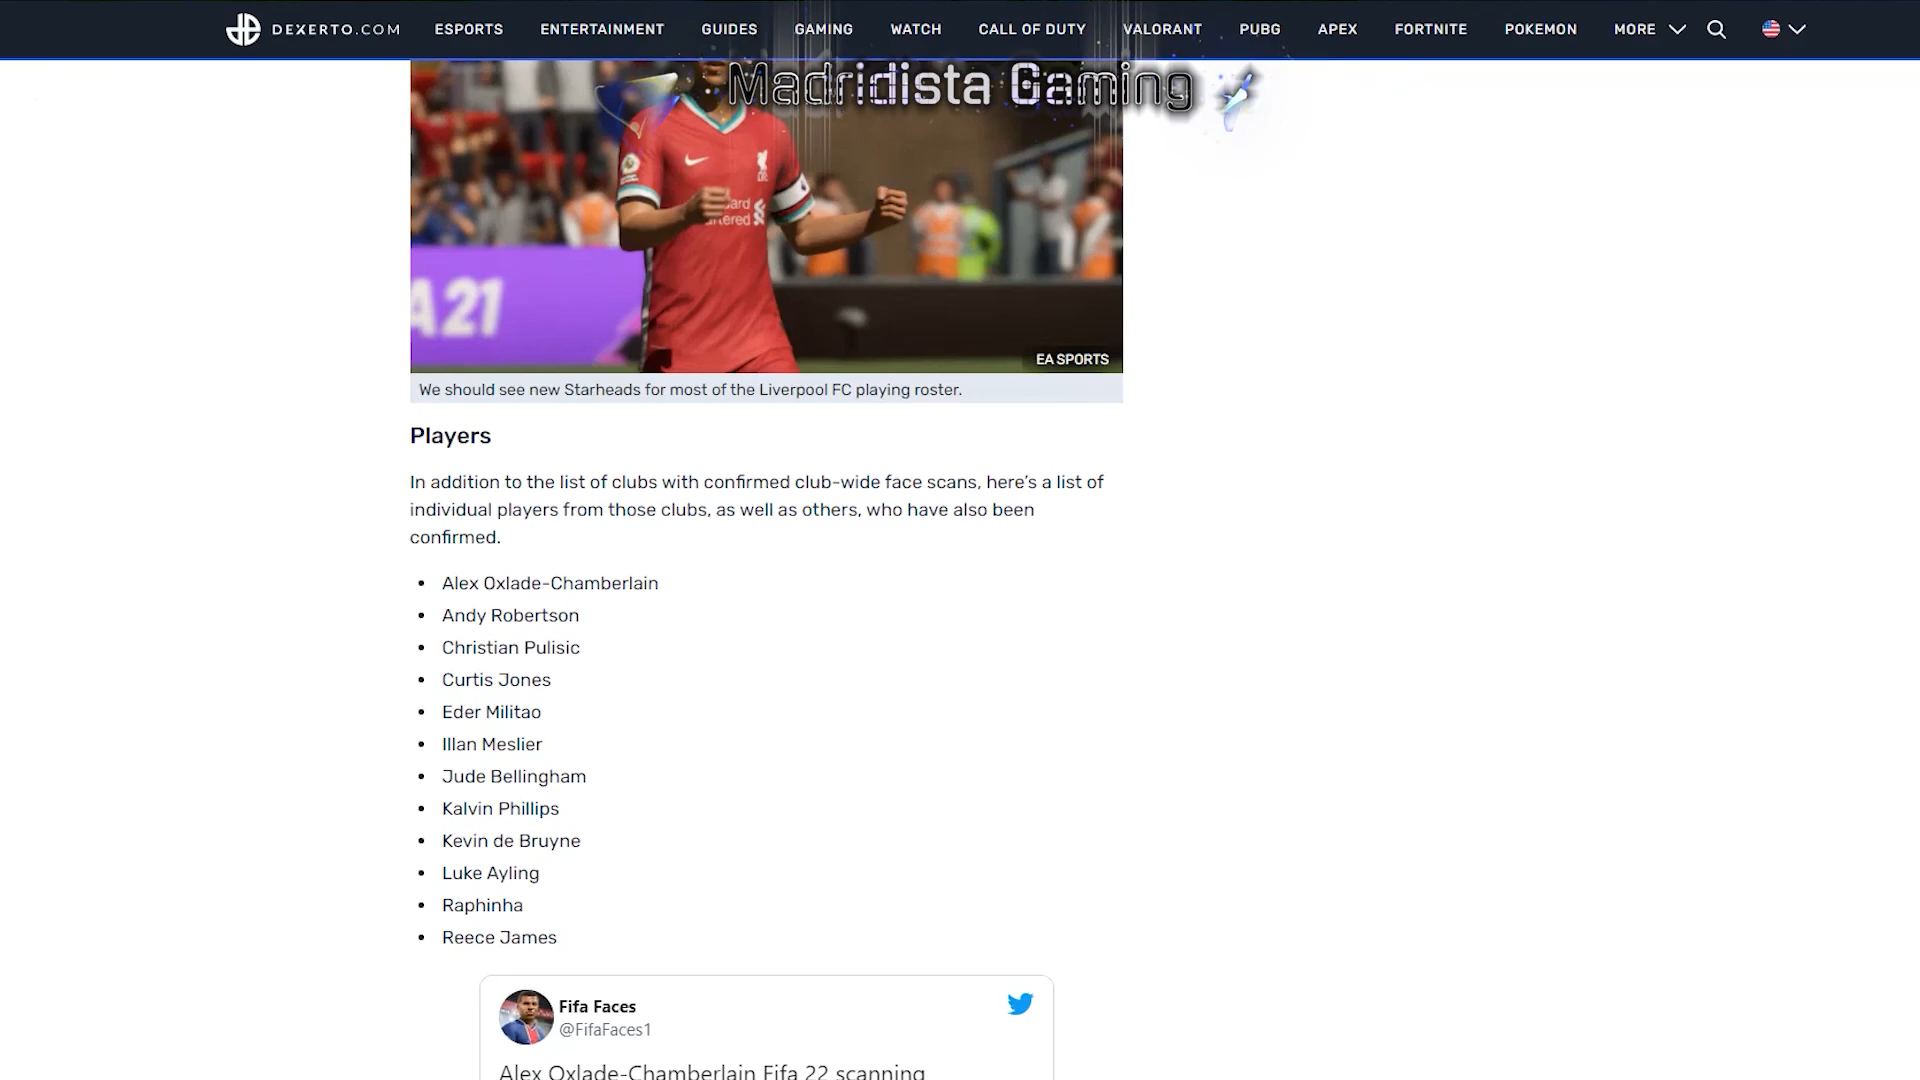 DEXERTO.COM ESPORTS ENTERTAINMENT GUIDES GAMING WATCH CALL OF DUTY VALORANT PUBG APEX FORTNITE POKEMON MORE
Madridista Gaming
A 21
EA SPORTS
We should see new Starheads for most of the Liverpool FC playing roster.
Players
In addition to the list of clubs with confirmed club-wide face scans, here's a list of
individual players from those clubs, as well as others, who have also been
confirmed.
• Alex Oxlade-Chamberlain
• Andy Robertson
• Christian Pulisic
• Curtis Jones
• Eder Militao
• Illan Meslier
• Jude Bellingham
• Kalvin Phillips
• Kevin de Bruyne
• Luke Ayling
• Raphinha
• Reece James
Fifa Faces
@FifaFaces1
Alex Oxlade-Chamberlain Fifa 22 scanning